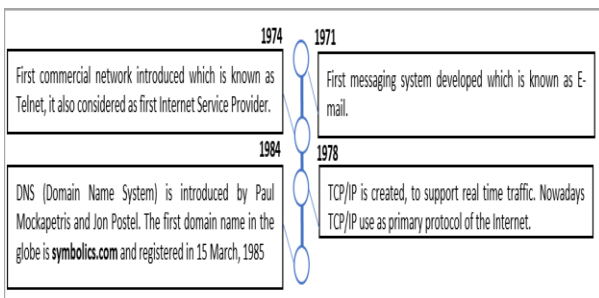 1974
First commercial network introduced which is known as
Telnet, it also considered as first Internet Service Provider.
1971
First messaging system developed which is known as E-
mail.
1984
DNS (Domain Name System) is introduced by Paul
Mockapetris and Jon Postel. The first domain name in the
globe is symbolics.com and registered in 15 March, 1985
1978
TCP/IP is created, to support real time traffic. Nowadays
TCP/IP use as primary protocol of the Internet.